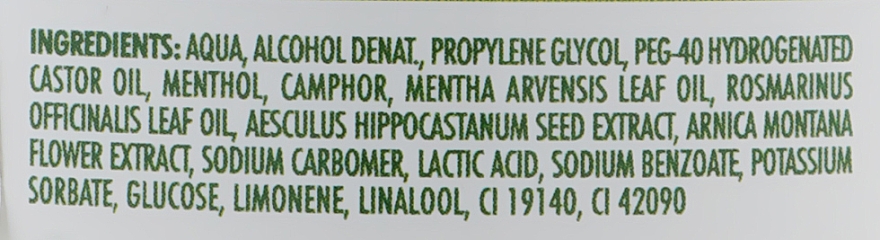 INGREDIENTS: AQUA, ALCOHOL DENAT., PROPYLENE GLYCOL, PEG-40 HYDROGENATED
CASTOR OIL, MENTHOL, CAMPHOR, MENTHA ARVENSIS LEAF OIL, ROSMARINUS
OFFICINALIS LEAF OIL, AESCULUS HIPPOCASTANUM SEED EXTRACT, ARNICA MONTANA
FLOWER EXTRACT, SODIUM CARBOMER, LACTIC ACID, SODIUM BENZOATE, POTASSIUM
SORBATE, GLUCOSE, LIMONENE, LINALOOL, CI 19140, CI 42090